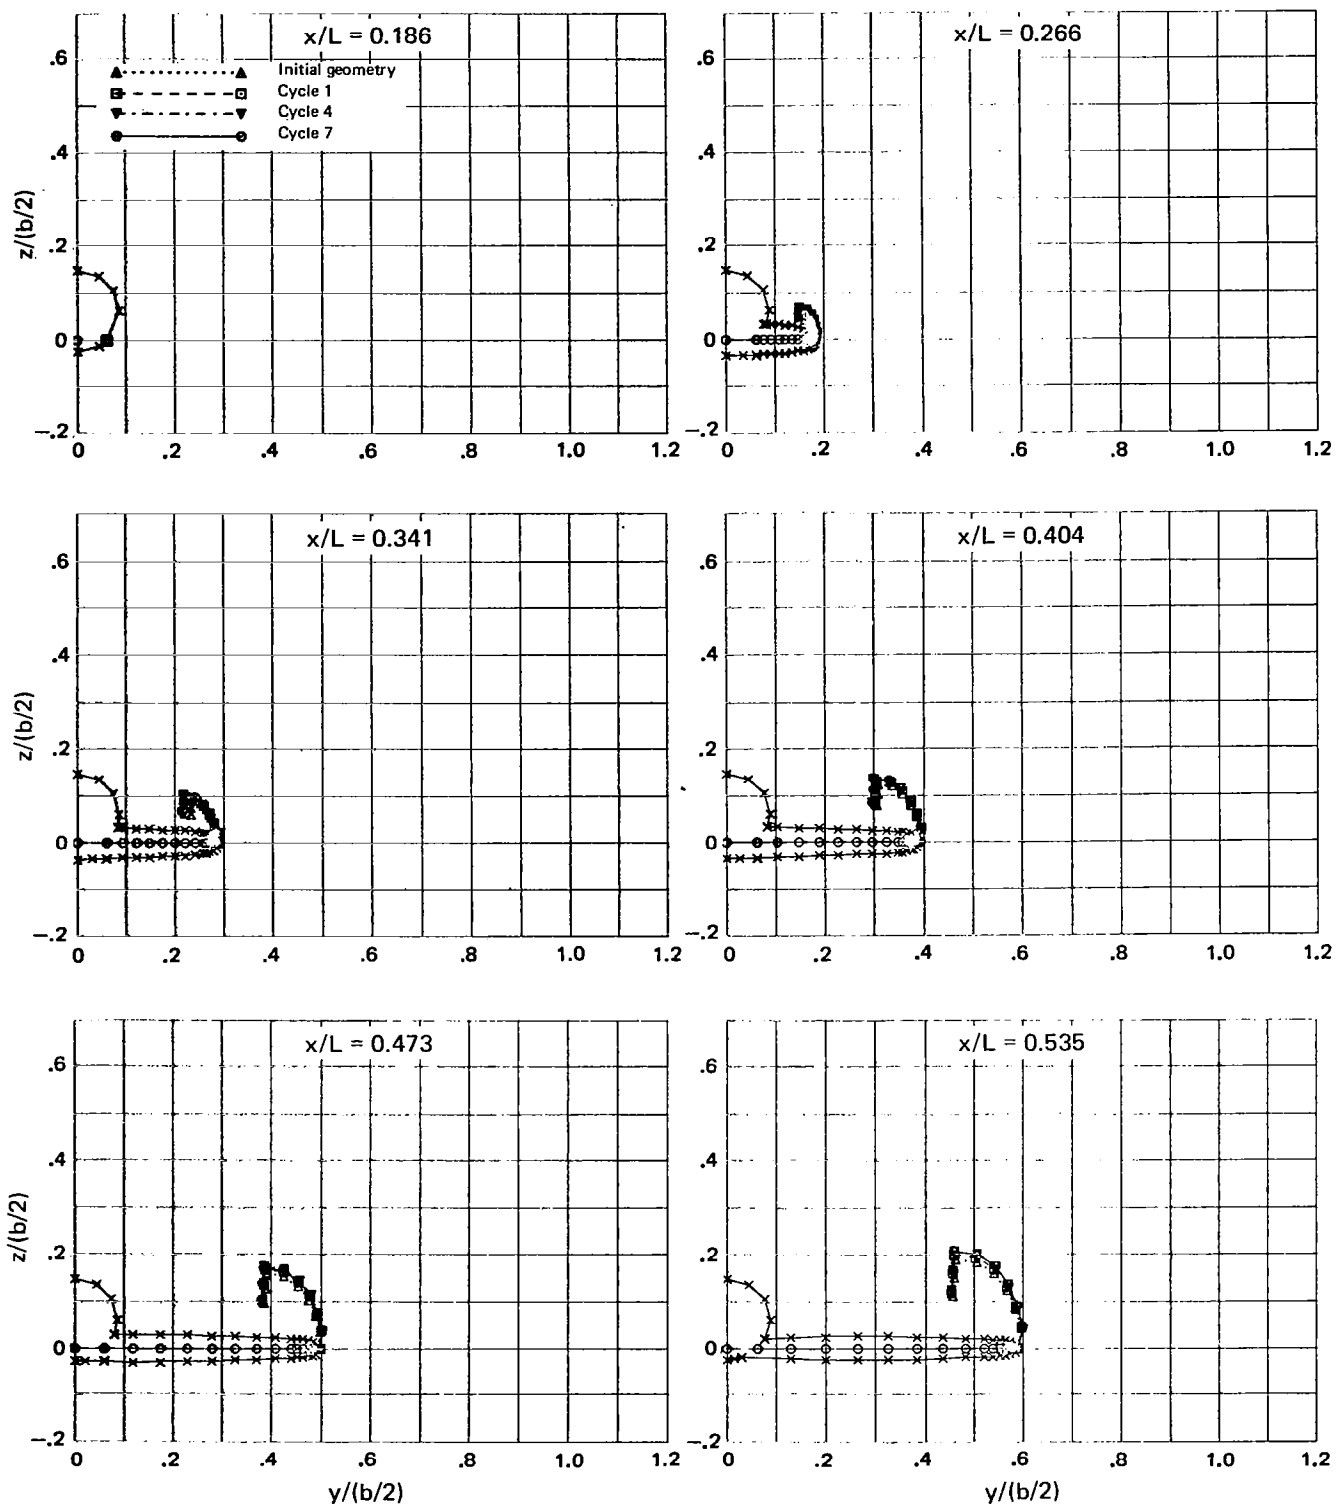 x/L = 0.186
x/L = 0.266
.6
Initial geometry
Cycle 1
Cycle 4
Cycle 7
.4
z/(b/2)
.2
0
−.2
0 .2 .4 .6 .8 1.0 1.2
.6
.4
.2
0
−.2
0 .2 .4 .6 .8 1.0 1.2
x/L = 0.341
x/L = 0.404
.6
.4
z/(b/2)
.2
0
−.2
0 .2 .4 .6 .8 1.0 1.2
.6
.4
.2
0
−.2
0 .2 .4 .6 .8 1.0 1.2
x/L = 0.473
x/L = 0.535
.6
.4
z/(b/2)
.2
0
−.2
0 .2 .4 .6 .8 1.0 1.2
y/(b/2)
.6
.4
.2
0
−.2
0 .2 .4 .6 .8 1.0 1.2
y/(b/2)